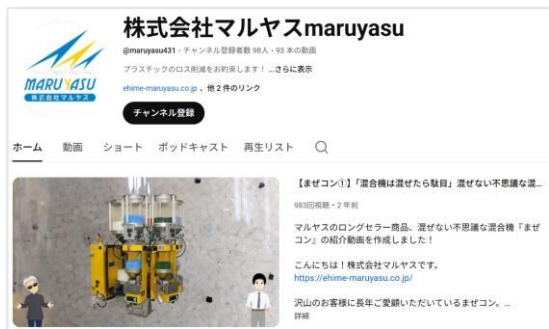 株式会社マルヤスmaruyasu
@maruyasu431・チャンネル登録者数 98人・93 本の動画
プラスチックのロス削減をお約束します！ ...さらに表示
ehime-maruyasu.co.jp 、他 2 件のリンク
チャンネル登録
MARUYASU
株式会社マルヤス
ホーム 動画 ショート ポッドキャスト 再生リスト
【まぜコン①】「混合機は混ぜたら駄目」混ぜない不思議な混...
983回視聴・2 年前
マルヤスのロングセラー商品、混ぜない不思議な混合機『まぜ
コン』の紹介動画を作成しました！
こんにちは！株式会社マルヤスです。
https://ehime-maruyasu.co.jp/
沢山のお客様に長年ご愛顧いただいているまぜコン。...
詳細